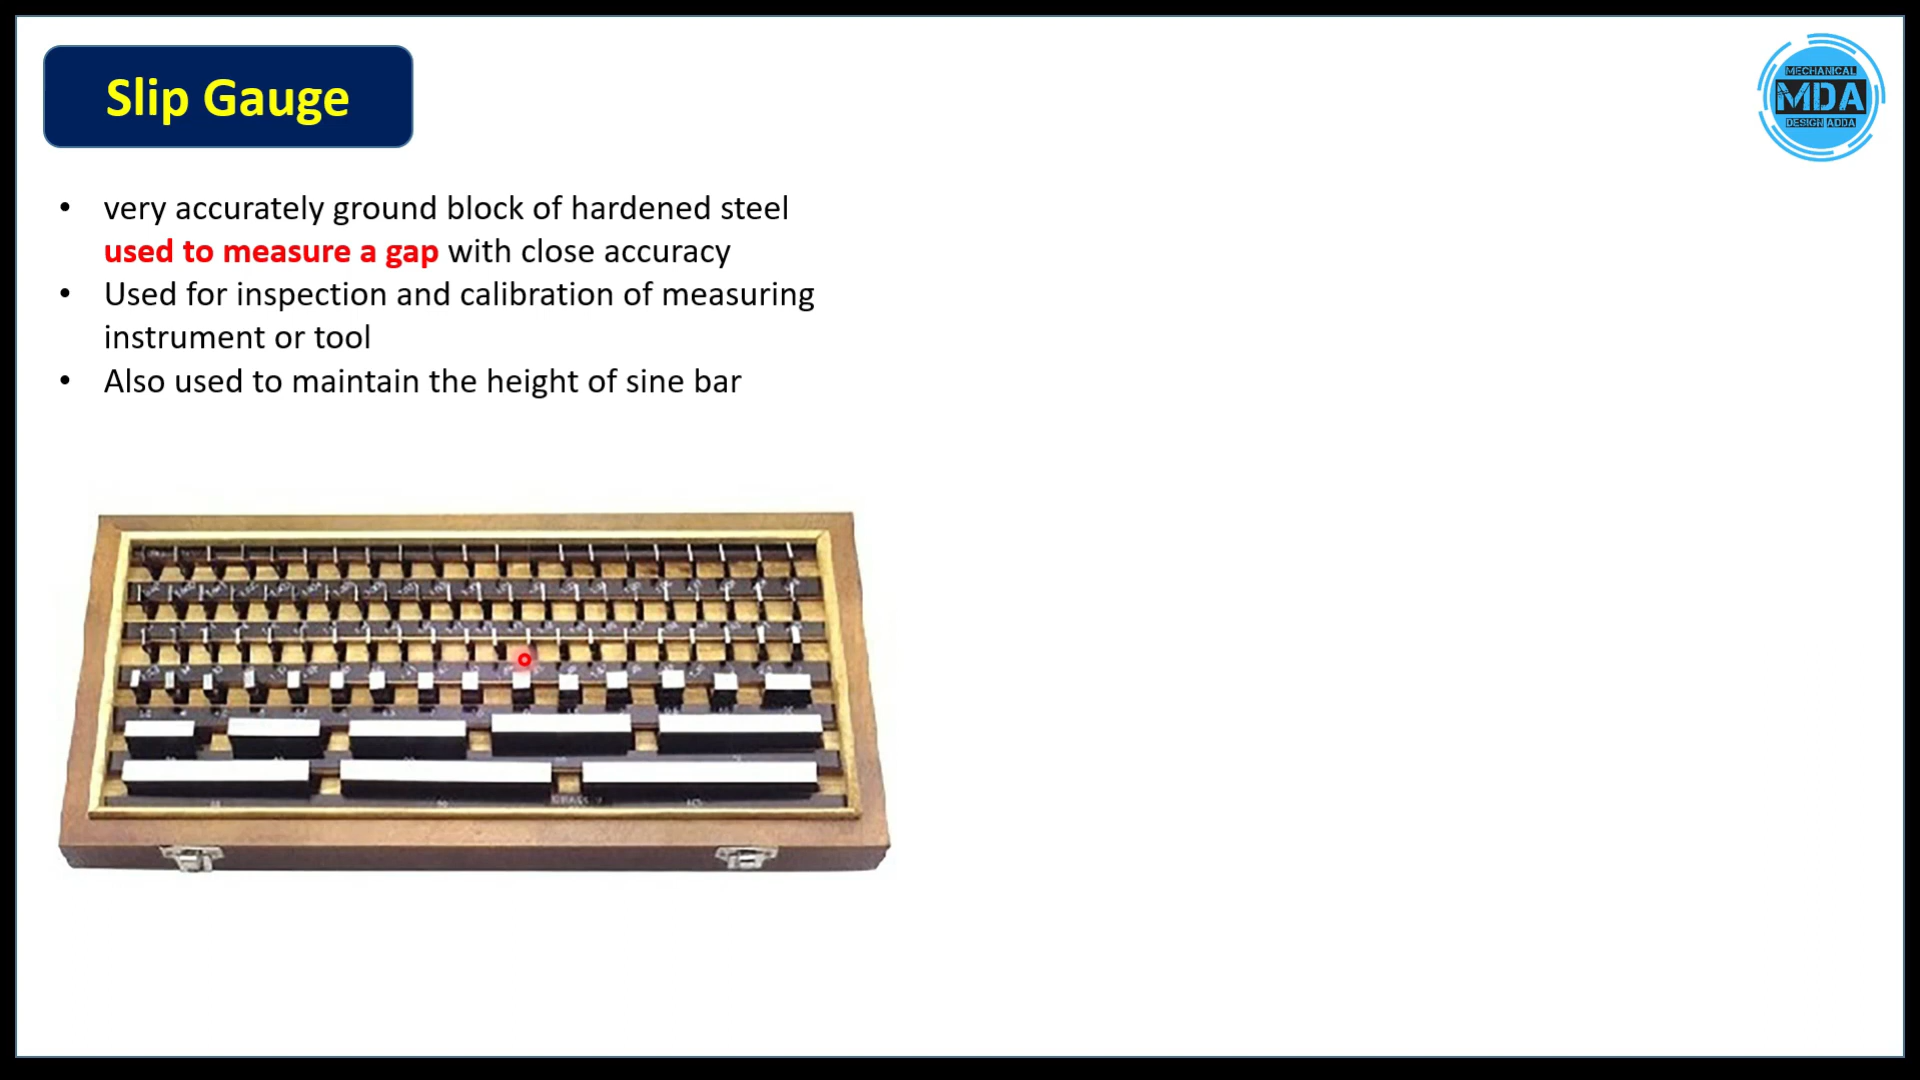 Slip Gauge
MECHANICAL
MDA
DESIGN ADDA
• very accurately ground block of hardened steel
used to measure a gap with close accuracy
• Used for inspection and calibration of measuring
instrument or tool
• Also used to maintain the height of sine bar